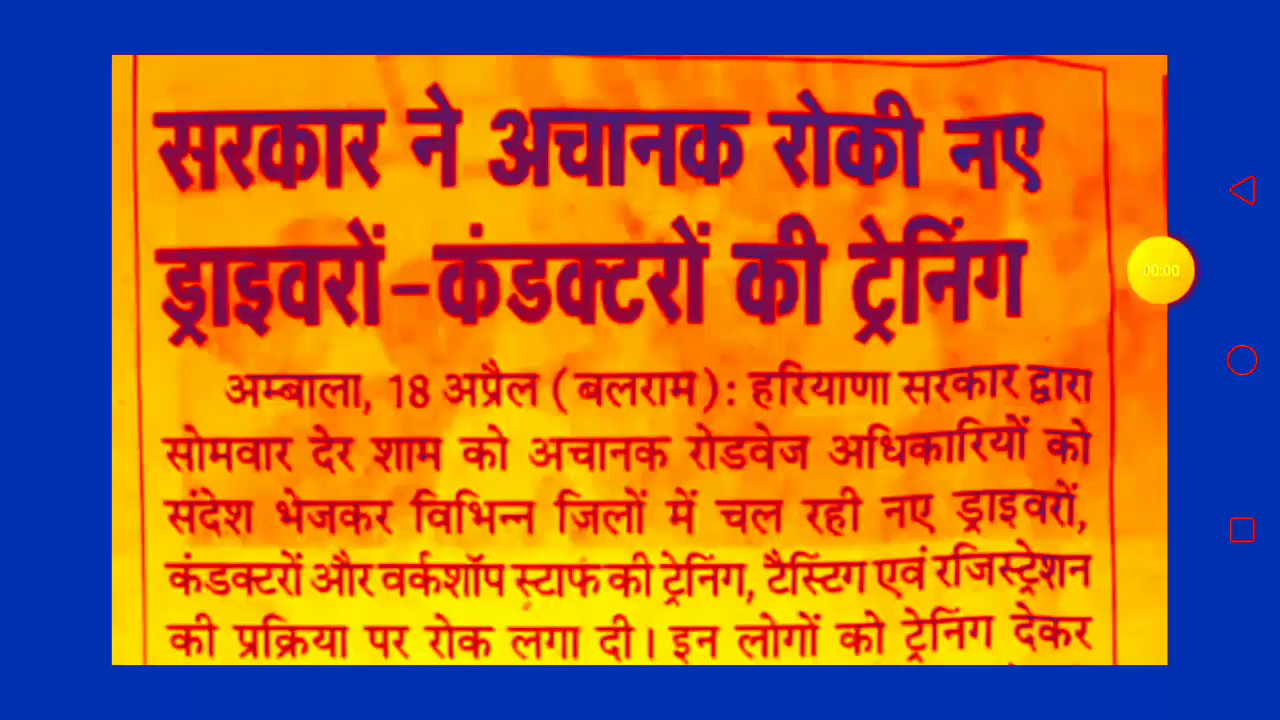 सरकार ने अचानक रोकी नए
ड्राइवरों-कंडक्टरों की ट्रेनिंग
अम्बाला, 18 अप्रैल (बलराम): हरियाणा सरकार द्वारा
सोमवार देर शाम को अचानक रोडवेज अधिकारियों को
संदेश भेजकर विभिन्न जिलों में चल रही नए ड्राइवरों,
कंडक्टरों और वर्कशॉप स्टाफ की ट्रेनिंग, टैस्टिंग एवं रजिस्ट्रेशन
की प्रक्रिया पर रोक लगा दी। इन लोगों को ट्रेनिंग देकर
00:00